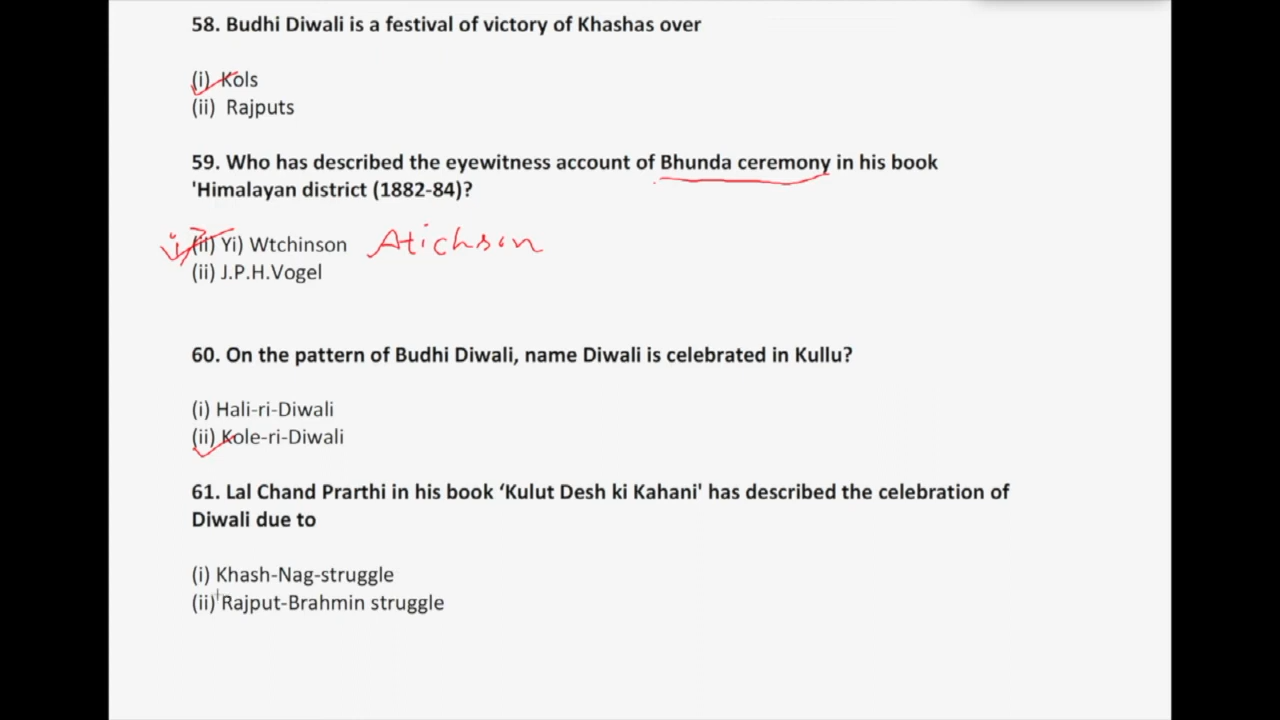 58. Budhi Diwali is a festival of victory of Khashas over
(i) Kols
(ii) Rajputs
59. Who has described the eyewitness account of Bhunda ceremony in his book
'Himalayan district (1882-84)?
(ii) Yi) Wtchinson Atichson
(ii) J.P.H.Vogel
60. On the pattern of Budhi Diwali, name Diwali is celebrated in Kullu?
(i) Hali-ri-Diwali
(ii) Kole-ri-Diwali
61. Lal Chand Prarthi in his book ‘Kulut Desh ki Kahani' has described the celebration of
Diwali due to
(i) Khash-Nag-struggle
(ii) Rajput-Brahmin struggle